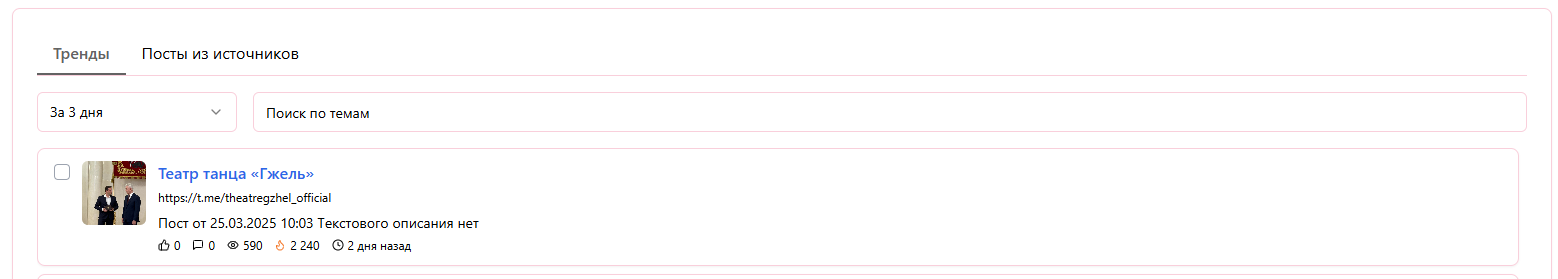 Тренды Посты из источников
За 3 дня Поиск по темам
Театр танца «Гжель»
https://t.me/theatregzhel_official
Пост от 25.03.2025 10:03 Текстового описания нет
0 0 590 2 240 2 дня назад